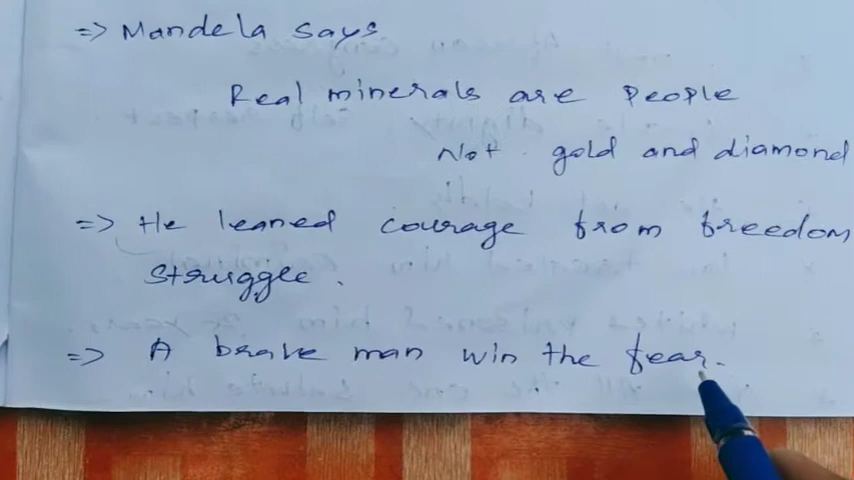 => Mandela says
Real minerals are People
Not gold and diamond
=> He leaned courage from freedom
struggle.
=> A brave man win the fear.